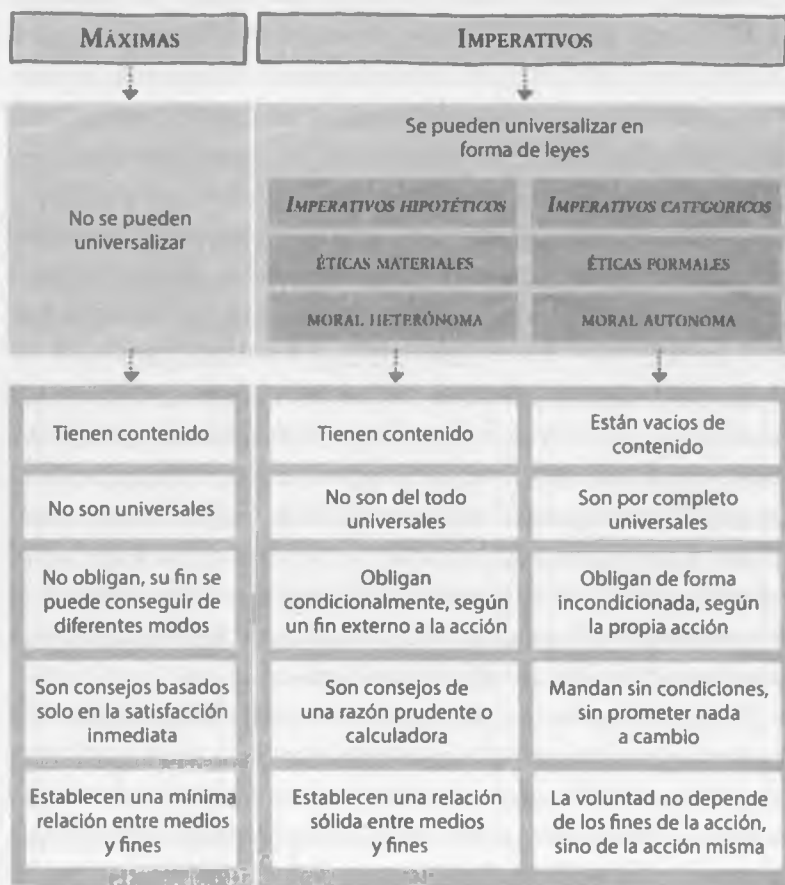 MÁXIMAS
IMPERATIVOS
No se pueden
universalizar
Se pueden universalizar en
forma de leyes
IMPERATIVOS HIPOTÉTICOS
IMPERATIVOS CATEGORICOS
ÉTICAS MATERIALES
ÉTICAS FORMALES
MORAL HETERÓNOMA
MORAL AUTONOMA
Tienen contenido
No son universales
No obligan, su fin se
puede conseguir de
diferentes modos
Son consejos basados
solo en la satisfacción
inmediata
Establecen una mínima
relación entre medios
y fines
Tienen contenido
No son del todo
universales
Obligan
condicionalmente, según
un fin externo a la acción
Son consejos de
una razón prudente o
calculadora
Establecen una relación
sólida entre medios
y fines
Están vacíos de
contenido
Son por completo
universales
Obligan de forma
incondicionada, según
la propia acción
Mandan sin condiciones,
sin prometer nada
a cambio
La voluntad no depende
de los fines de la acción,
sino de la acción misma